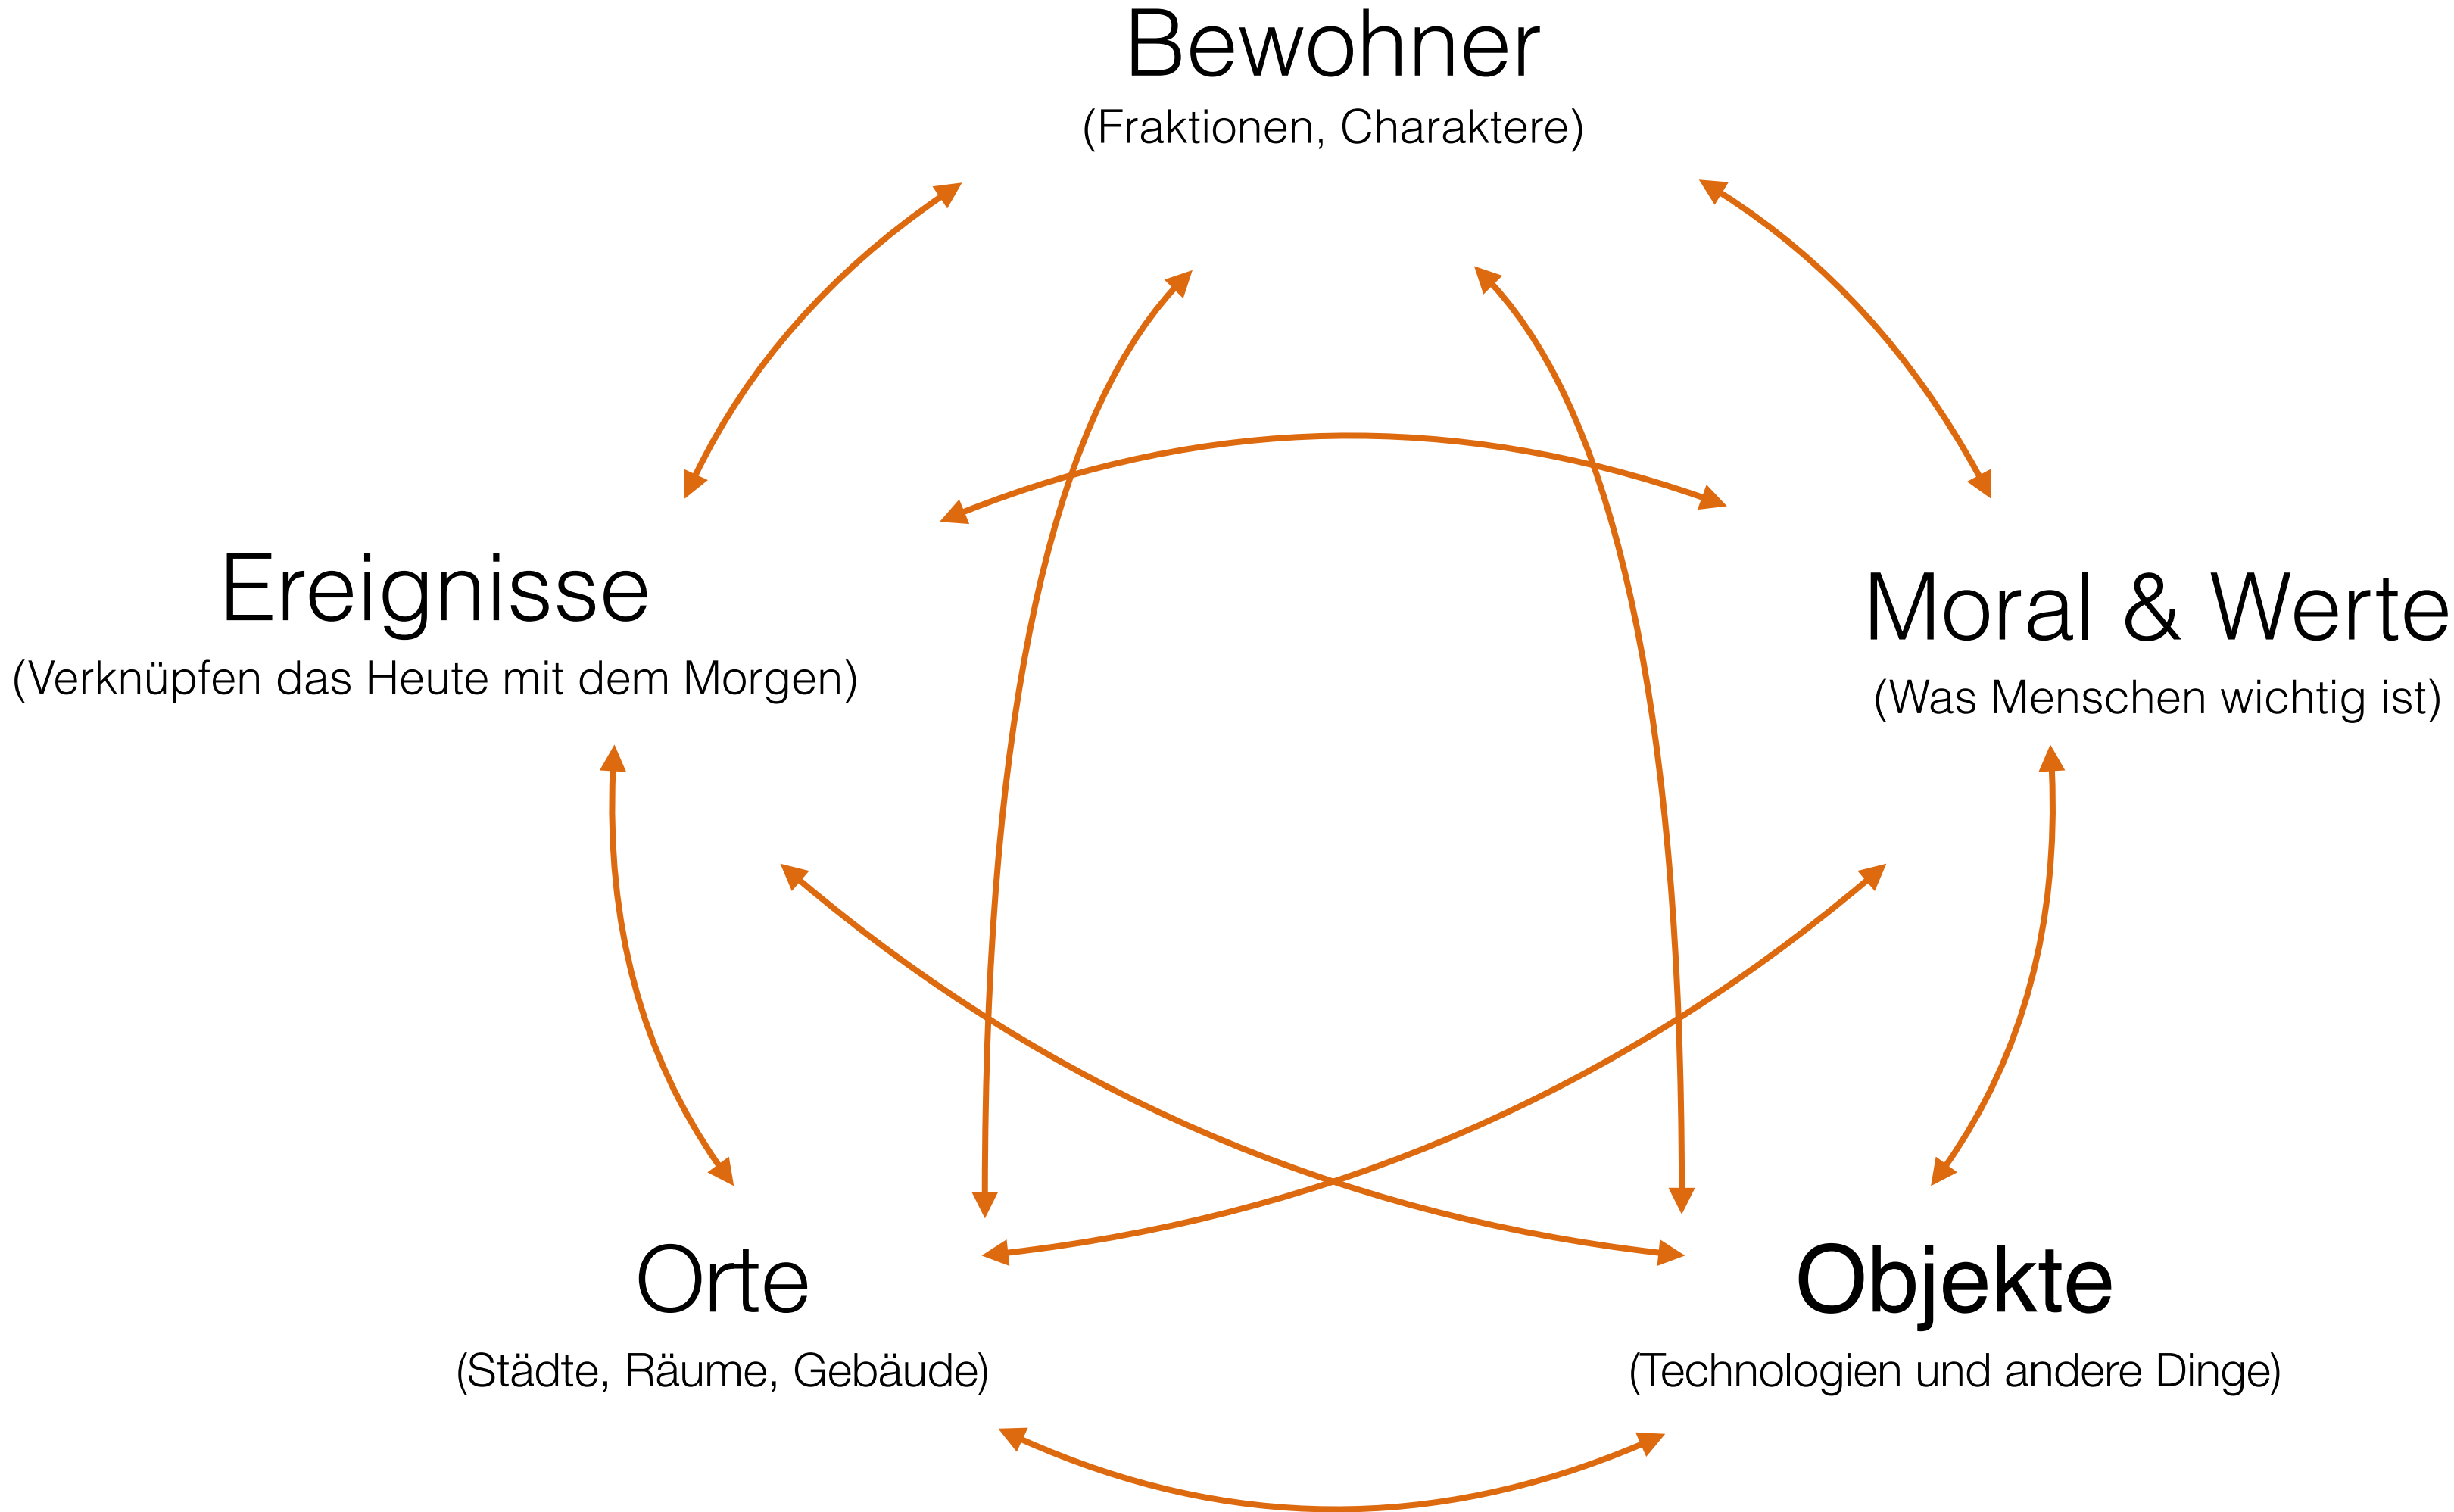 Bewohner
(Fraktionen, Charaktere)
Ereignisse
(Verknüpfen das Heute mit dem Morgen)
Moral & Werte
(Was Menschen wichtig ist)
Orte
(Städte, Räume, Gebäude)
Objekte
(Technologien und andere Dinge)